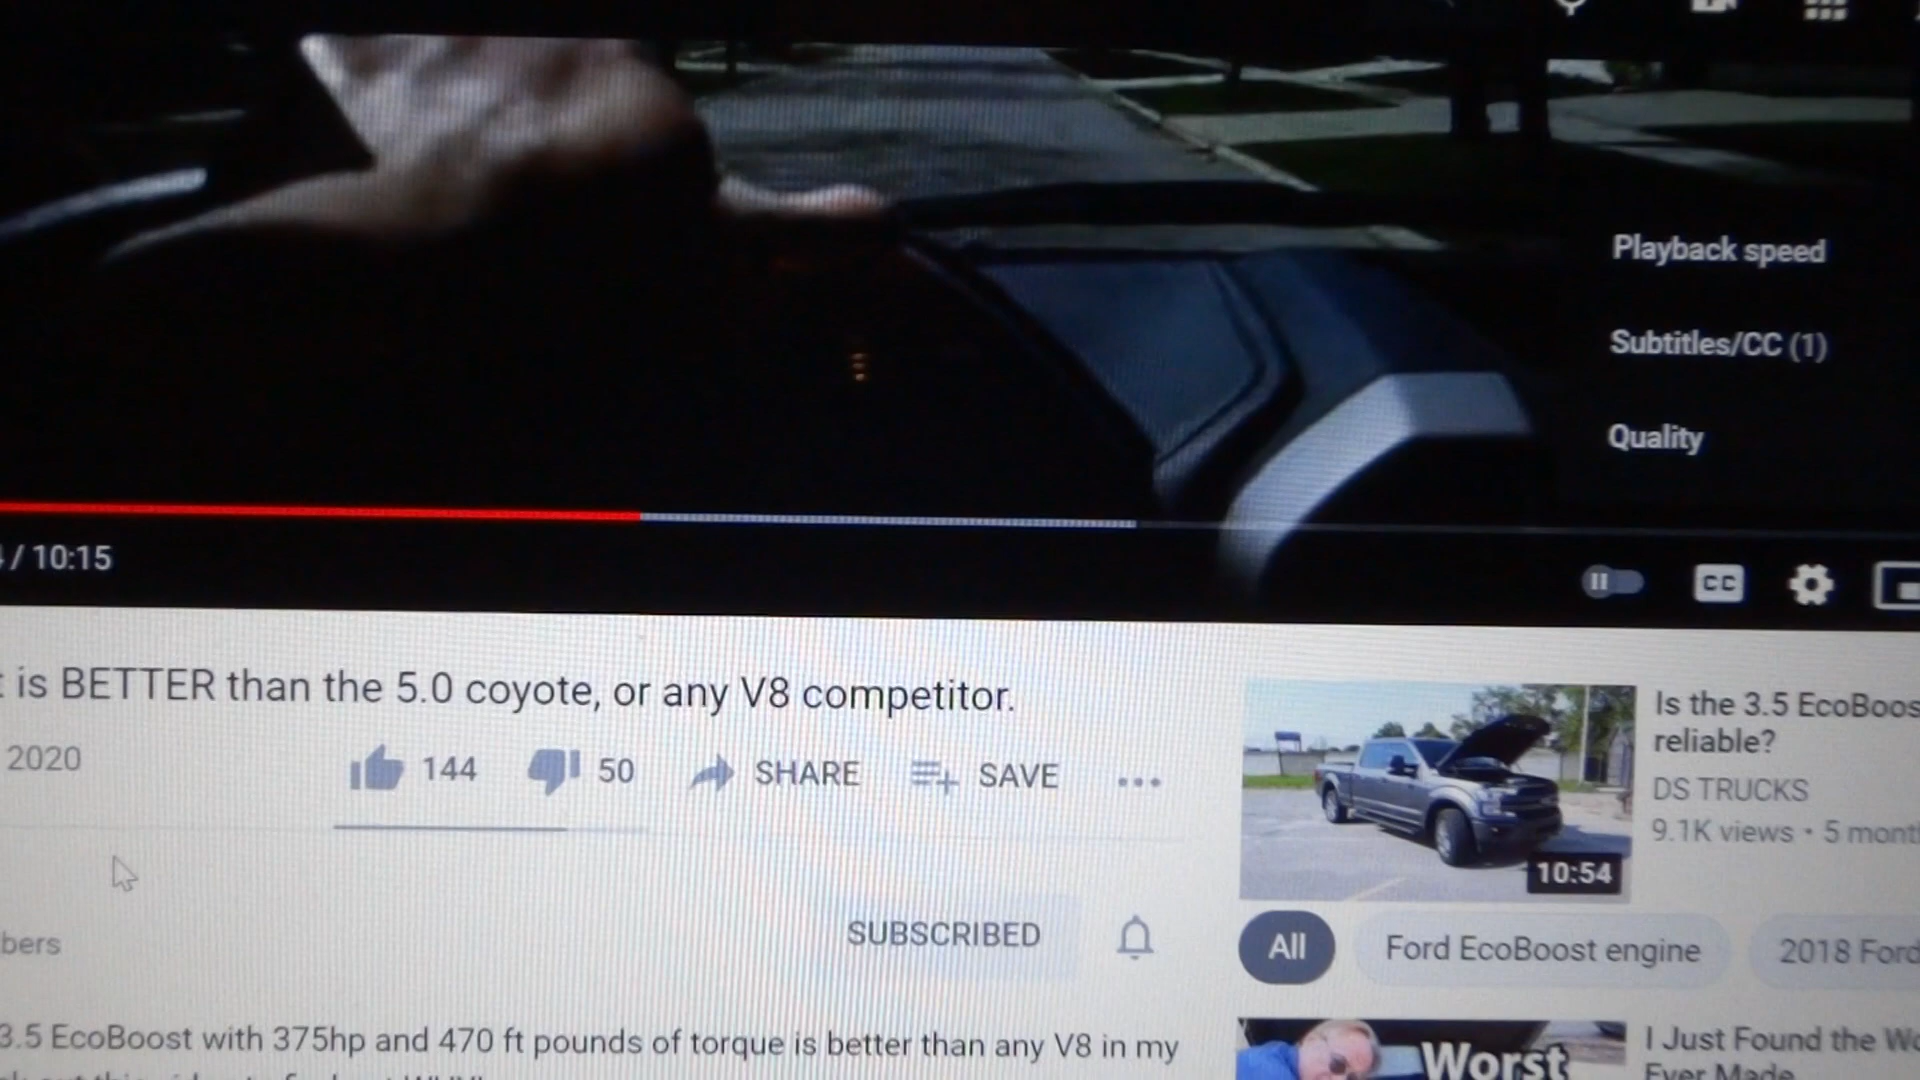 Playback speed
Subtitles/CC (1)
Quality
/ 10:15
CC
is BETTER than the 5.0 coyote, or any V8 competitor.
2020
144
50
SHARE
SAVE
SUBSCRIBED
bers
3.5 EcoBoost with 375hp and 470 ft pounds of torque is better than any V8 in my
Is the 3.5 EcoBoos
reliable?
DS TRUCKS
9.1K views • 5 mont
10:54
All
Ford EcoBoost engine
2018 Ford
Worst
I Just Found the Wo
Ever Made